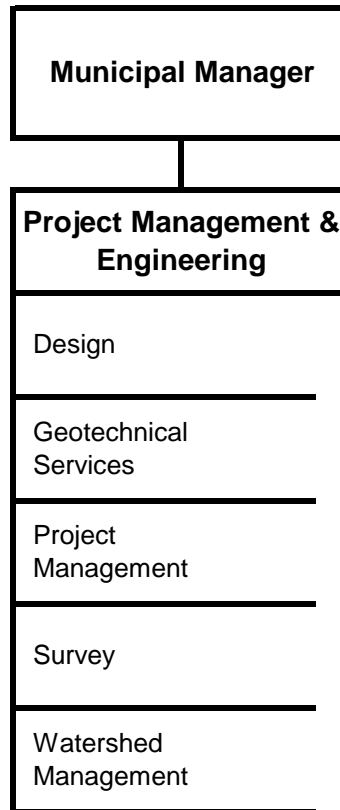 Municipal Manager
Project Management &
Engineering
Design
Geotechnical
Services
Project
Management
Survey
Watershed
Management